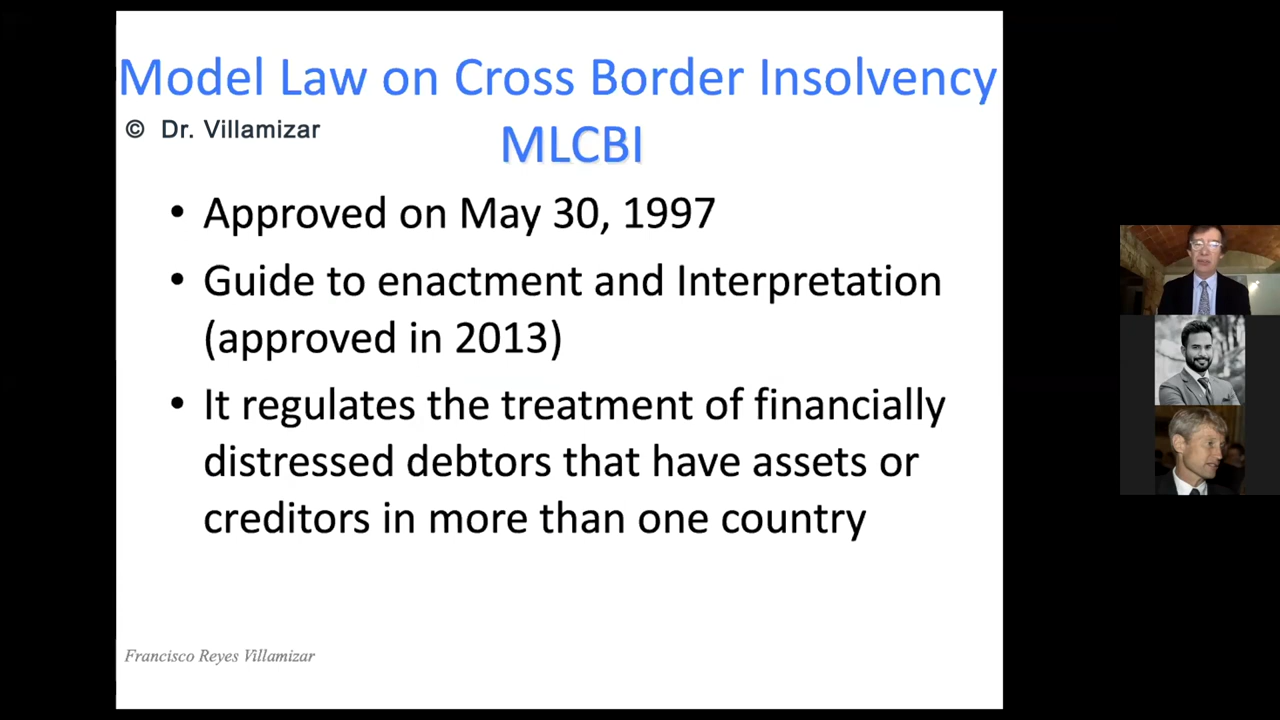 Model Law on Cross Border Insolvency
© Dr. Villamizar
MLCBI
• Approved on May 30, 1997
• Guide to enactment and Interpretation
(approved in 2013)
• It regulates the treatment of financially
distressed debtors that have assets or
creditors in more than one country
Francisco Reyes Villamizar